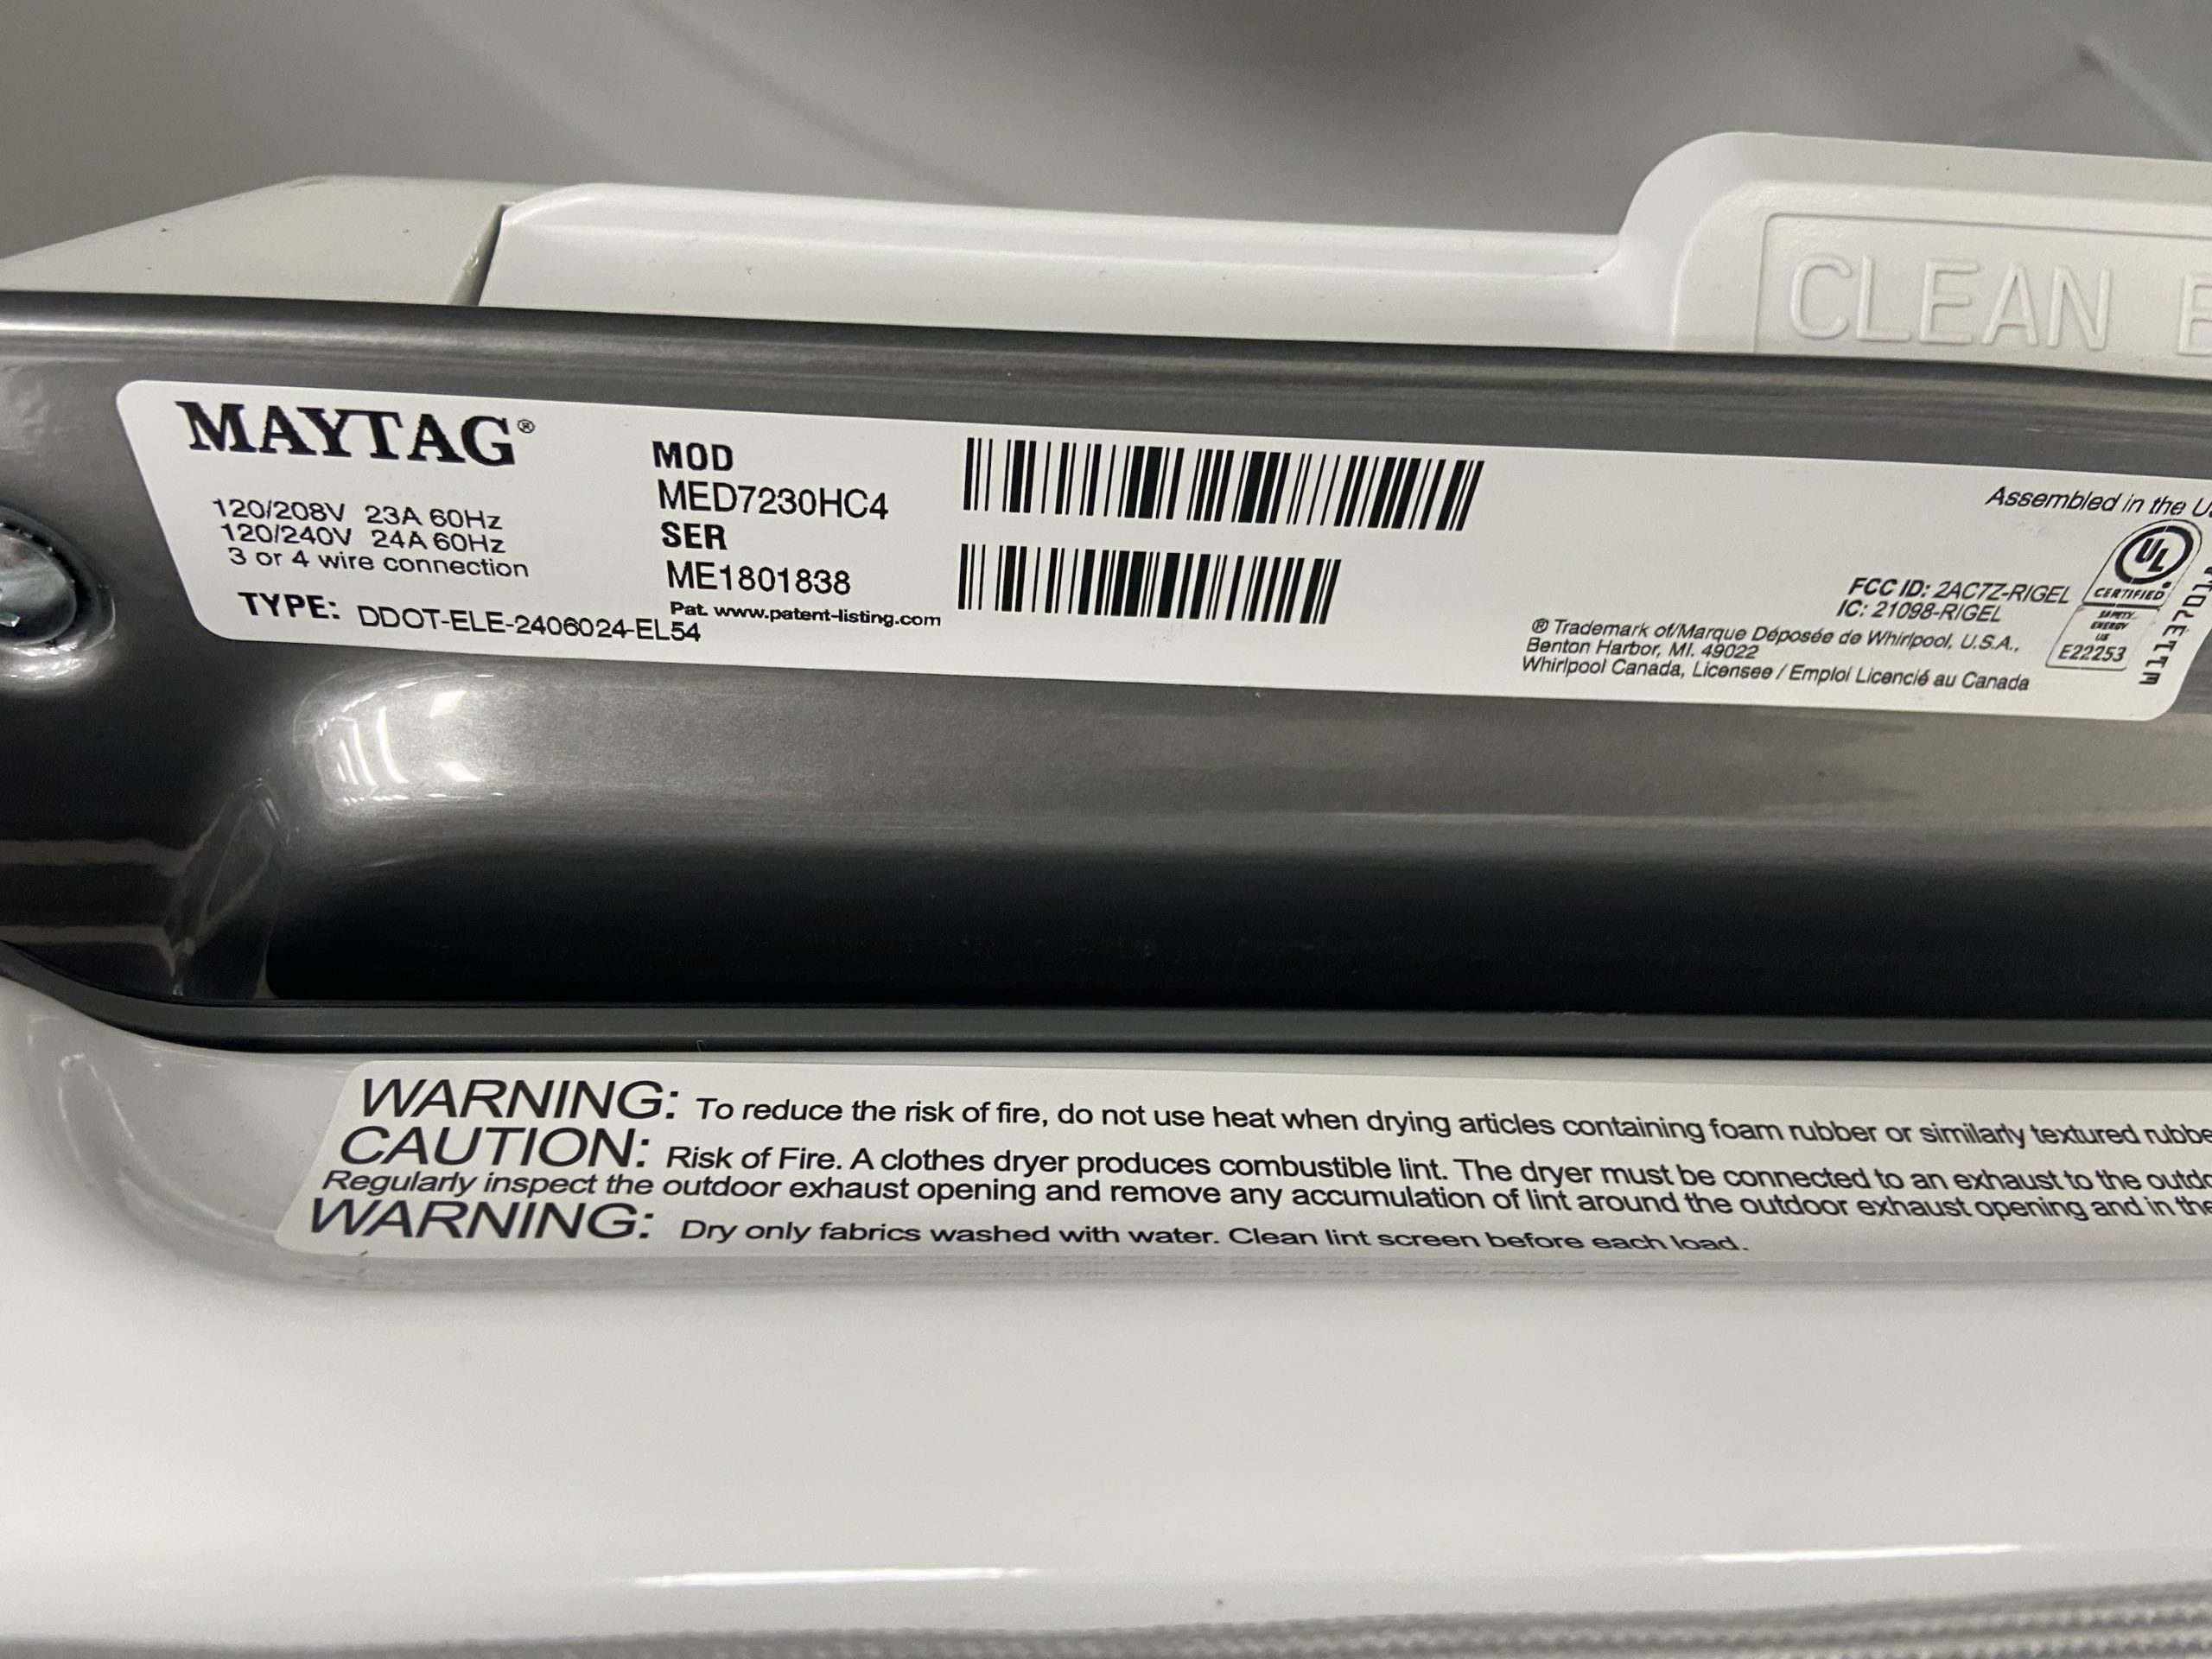 CLEAN
MAYTAG®
120/208V 23A 60Hz
120/240V 24A 60Hz
3 or 4 wire connection
TYPE: DDOT-ELE-2406024-EL54
MOD
MED7230HC4
SER
ME1801838
Pat. www.patent-listing.com
Assembled in the
FCC ID: 2AC7Z-RIGEL
IC: 21098-RIGEL
® Trademark of/Marque Déposée de Whirlpool, U.S.A.,
Benton Harbor, MI. 49022
Whirlpool Canada, Licensee / Emploi Licencié au Canada
UL
CERTIFIED
SAFETY
ENERGY
US
E22253
WARNING: To reduce the risk of fire, do not use heat when drying articles containing foam rubber or similarly textured
CAUTION: Risk of Fire. A clothes dryer produces combustible lint. The dryer must be connected to an exhaust to the
Regularly inspect the outdoor exhaust opening and remove any accumulation of lint around the outdoor exhaust opening and in
WARNING: Dry only fabrics washed with water. Clean lint screen before each load.